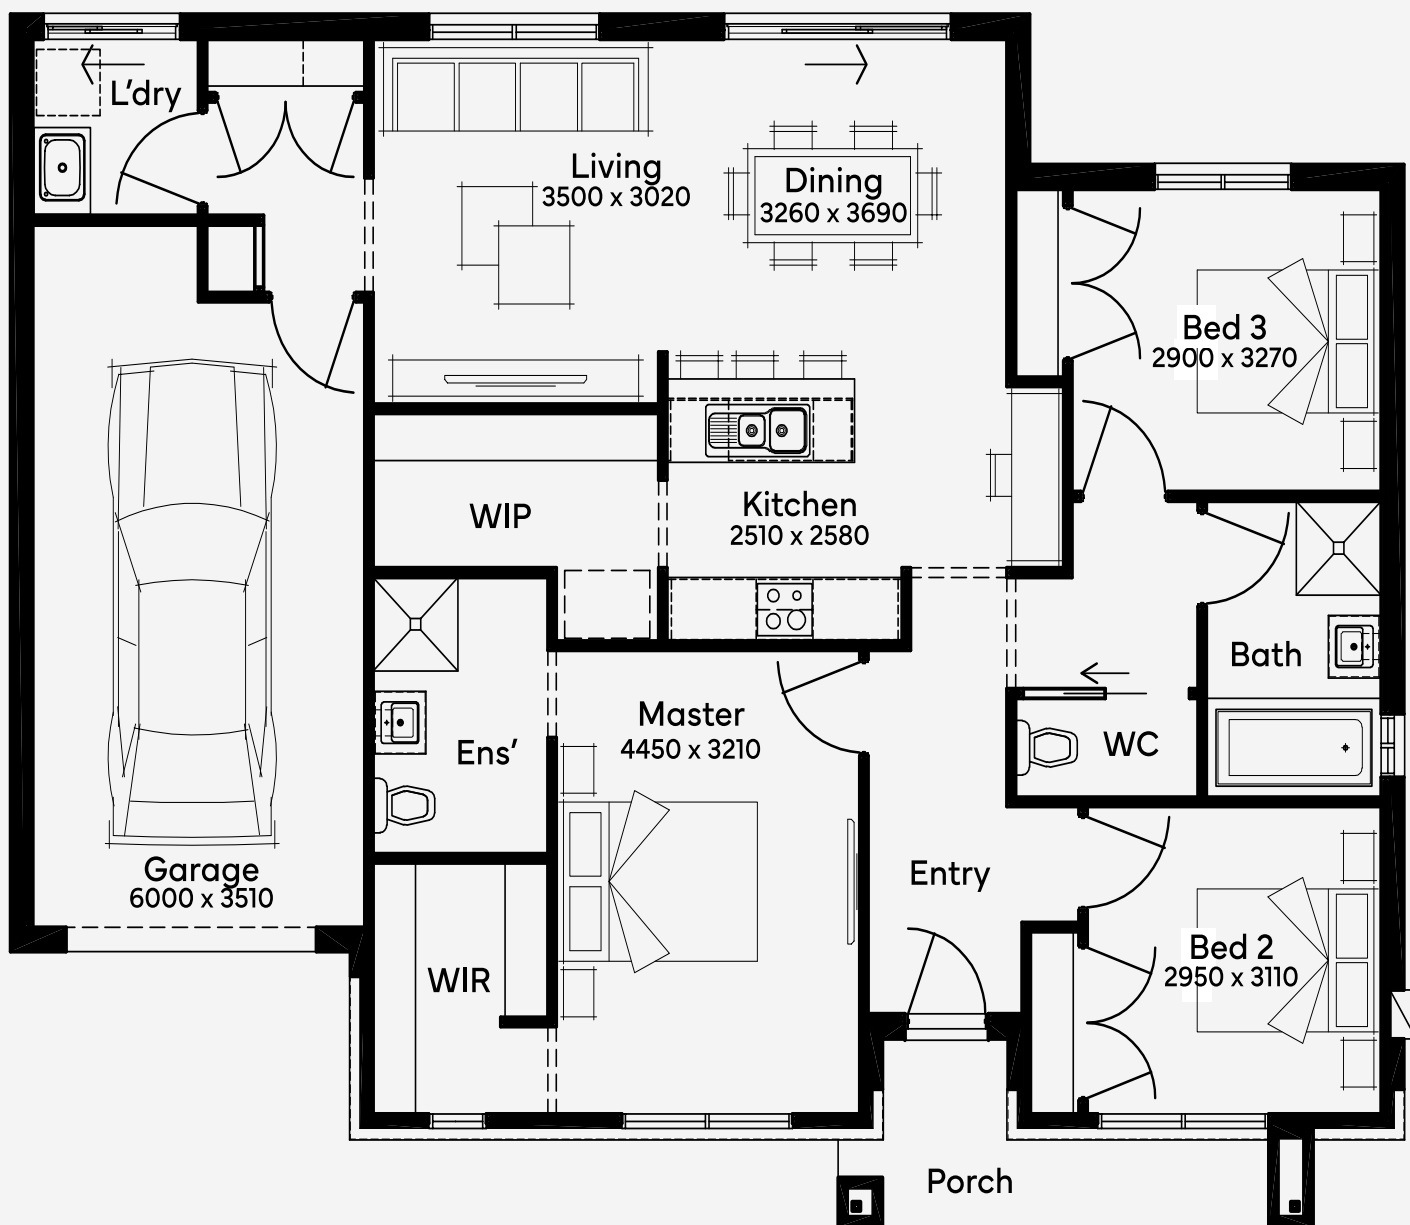 L'dry
Living
3500 x 3020
Dining
3260 x 3690
Bed 3
2900 x 3270
WIP
Kitchen
2510 x 2580
Bath
Master
4450 x 3210
Ens'
WC
Garage
6000 x 3510
Entry
WIR
Bed 2
2950 x 3110
Porch